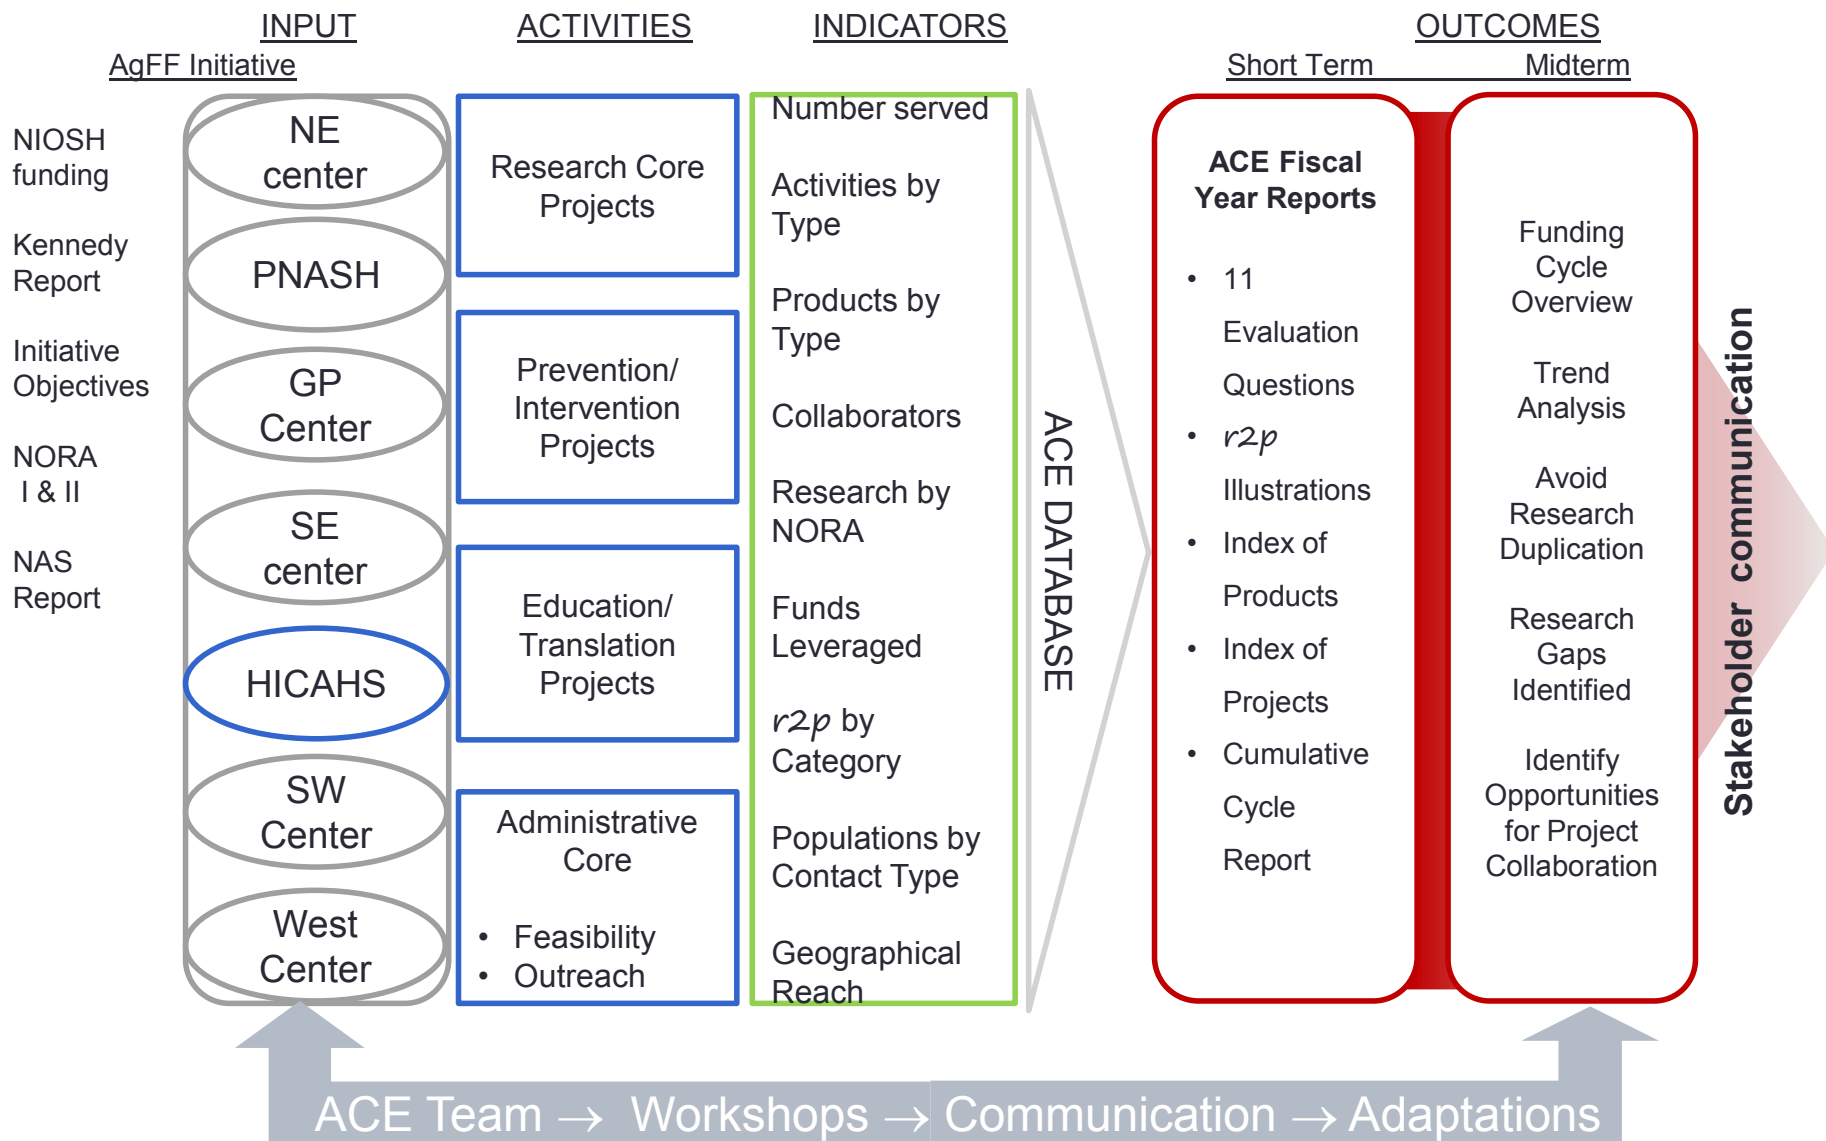 INPUT
ACTIVITIES
INDICATORS
OUTCOMES
AgFF Initiative
Short Term
Midterm
NIOSH
funding
Kennedy
Report
Initiative
Objectives
NORA
I & II
NAS
Report
NE
center
PNASH
GP
Center
SE
center
HICAHS
SW
Center
West
Center
Research Core
Projects
Prevention/
Intervention
Projects
Education/
Translation
Projects
Administrative
Core
• Feasibility
• Outreach
Number served
Activities by
Type
Products by
Type
Collaborators
Research by
NORA
Funds
Leveraged
r2p by
Category
Populations by
Contact Type
Geographical
Reach
ACE DATABASE
ACE Fiscal
Year Reports
• 11
Evaluation
Questions
• r2p
Illustrations
• Index of
Products
• Index of
Projects
• Cumulative
Cycle
Report
Funding
Cycle
Overview
Trend
Analysis
Avoid
Research
Duplication
Research
Gaps
Identified
Identify
Opportunities
for Project
Collaboration
Stakeholder communication
ACE Team → Workshops → Communication → Adaptations